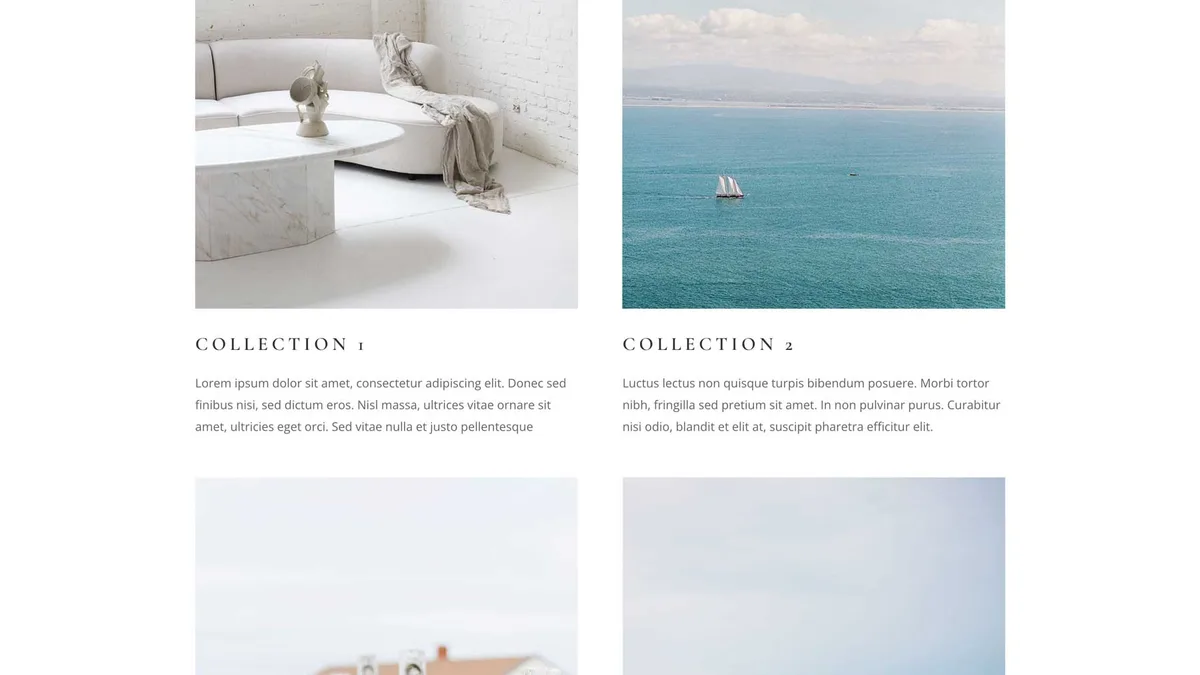 COLLECTION 1
Lorem ipsum dolor sit amet, consectetur adipiscing elit. Donec sed
finibus nisi, sed dictum eros. Nisl massa, ultrices vitae ornare sit
amet, ultricies eget orci. Sed vitae nulla et justo pellentesque
COLLECTION 2
Luctus lectus non quisque turpis bibendum posuere. Morbi tortor
nibh, fringilla sed pretium sit amet. In non pulvinar purus. Curabitur
nisi odio, blandit et elit at, suscipit pharetra efficitur elit.